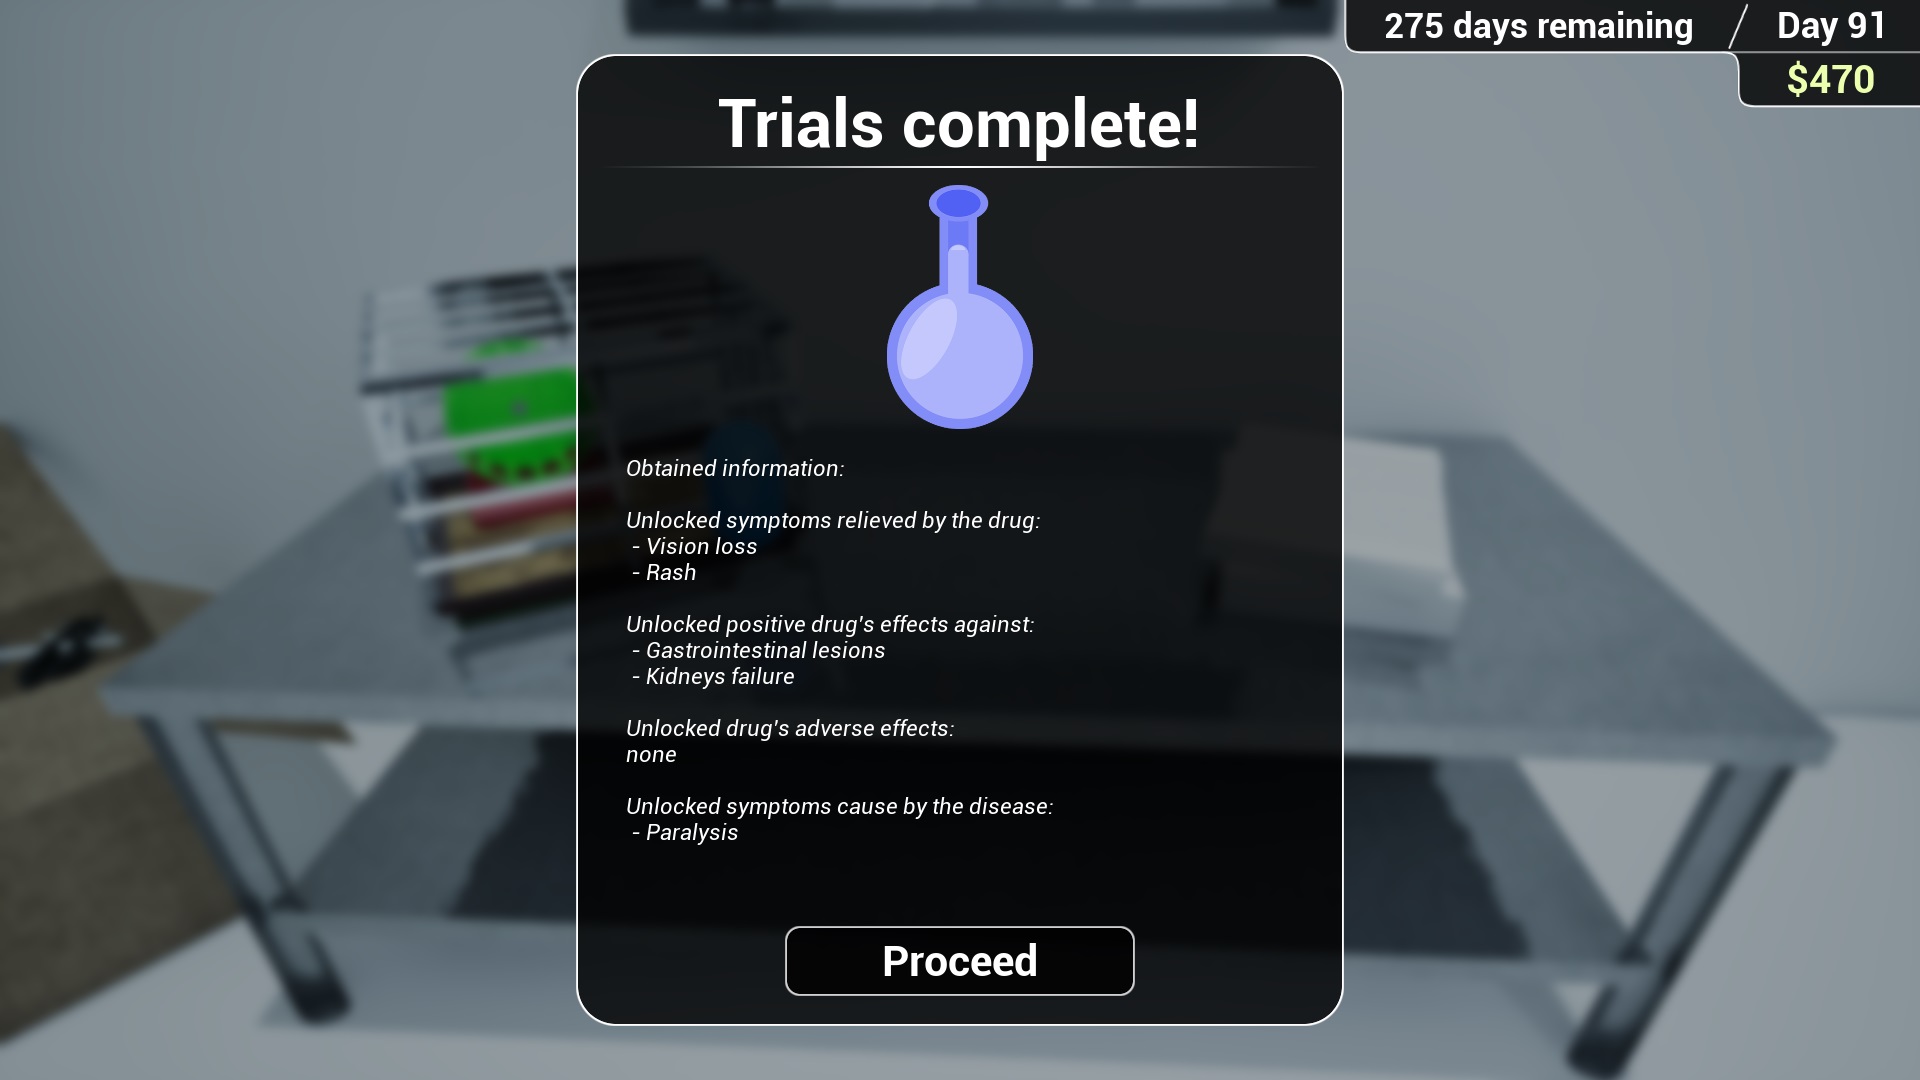 275 days remaining / Day 91
$470
Trials complete!
Obtained information:
Unlocked symptoms relieved by the drug:
- Vision loss
- Rash
Unlocked positive drug's effects against:
- Gastrointestinal lesions
- Kidneys failure
Unlocked drug's adverse effects:
none
Unlocked symptoms cause by the disease:
- Paralysis
Proceed